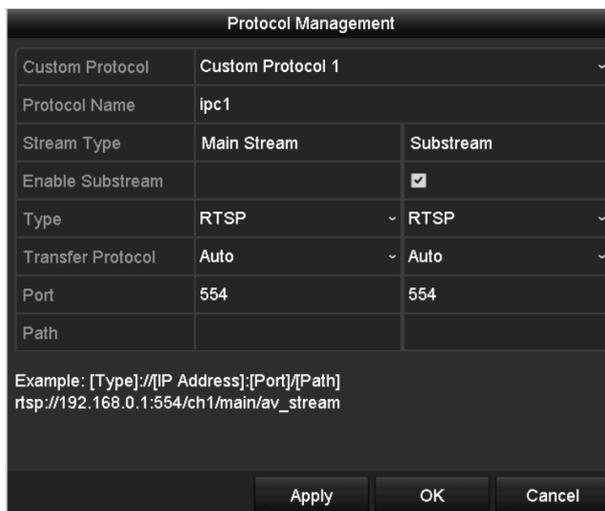 Protocol Management
Custom Protocol Custom Protocol 1
Protocol Name ipc1
Stream Type Main Stream Substream
Enable Substream
Type RTSP RTSP
Transfer Protocol Auto Auto
Port 554 554
Path
Example: [Type]://[IP Address]:[Port]/[Path]
rtsp://192.168.0.1:554/ch1/main/av_stream
Apply OK Cancel